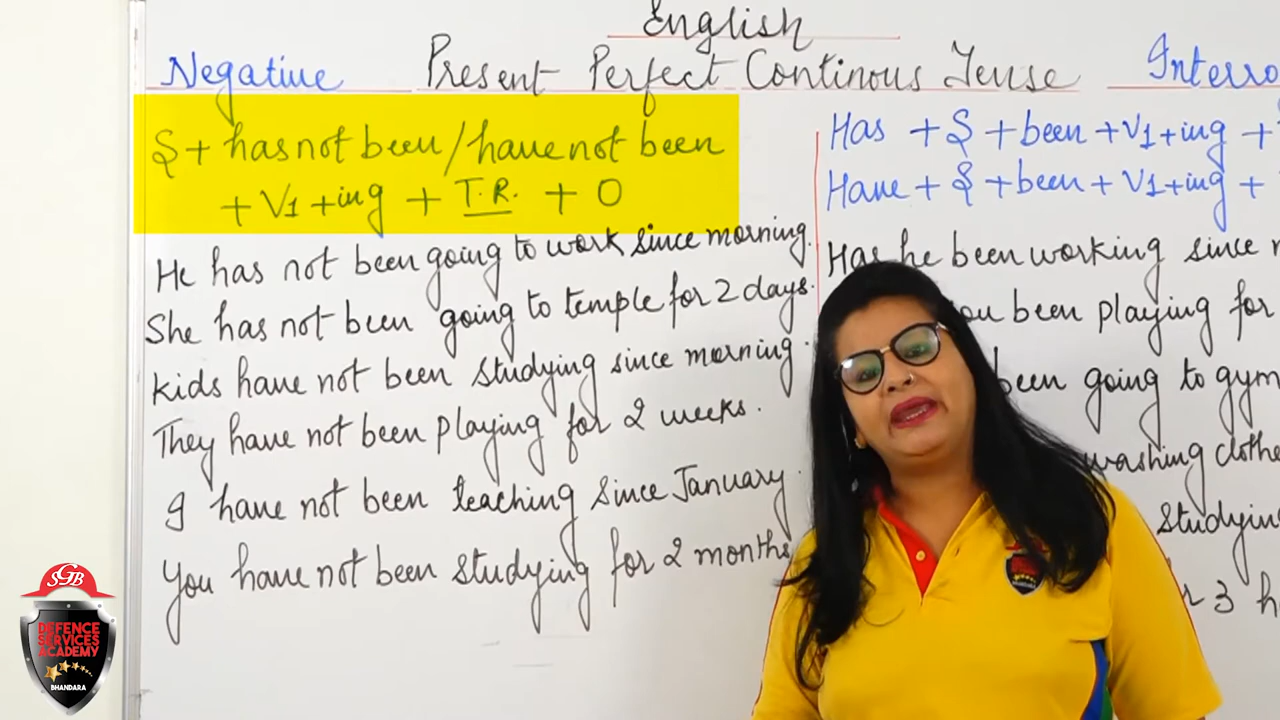 English
Negative
Present Perfect Continous Tense
S + has not been / have not been
+ V1 + ing + T.R. + O
He has not been going to work since morning.
She has not been going to temple for 2 days.
Kids have not been studying since morning.
They have not been playing for 2 weeks.
I have not been teaching since January.
You have not been studying for 2 months
Has + S + been + V1 + ing +
Have + S + been + V1 + ing +
Has he been working since
been playing for
been going to gym
washing
studying
3
SGB
DEFENCE
SERVICES
ACADEMY
BHANDARA